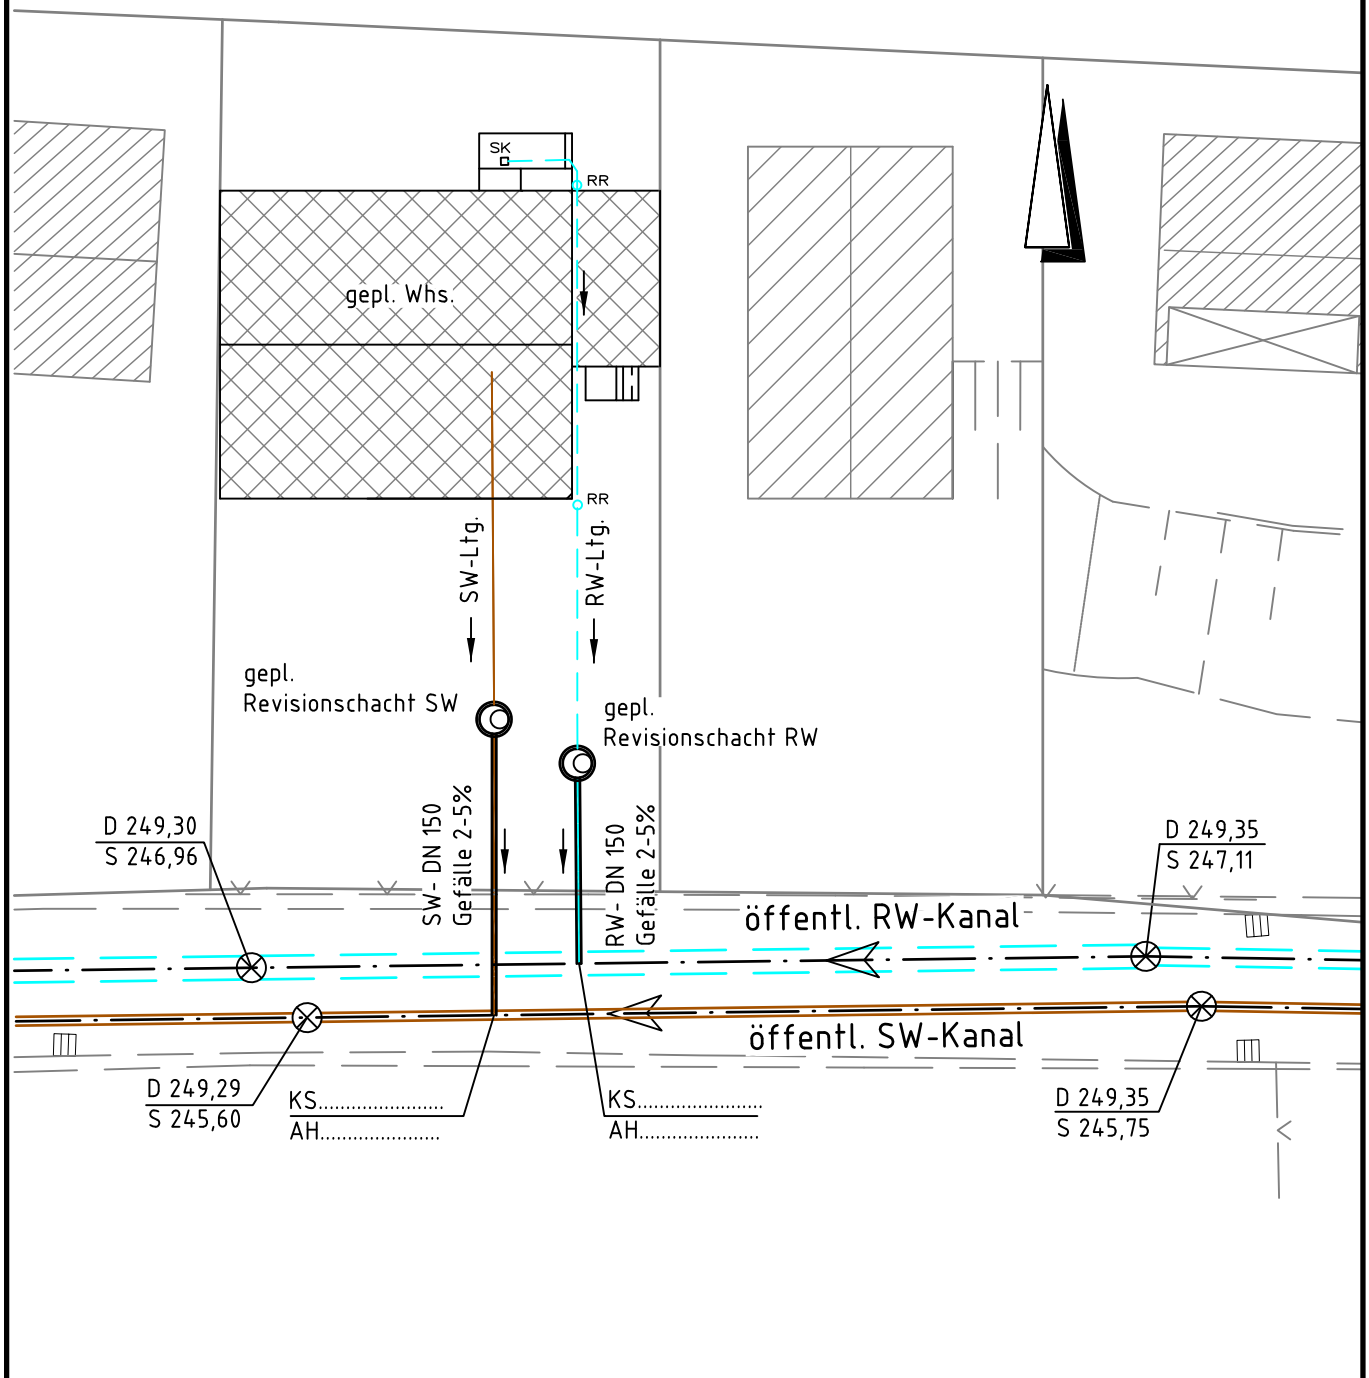 SK
RR
gepl. Whs.
RR
SW-Ltg.
RW-Ltg.
gepl.
Revisionschacht SW
gepl.
Revisionschacht RW
SW- DN 150
Gefälle 2-5%
RW- DN 150
Gefälle 2-5%
D 249,30
S 246,96
D 249,35
S 247,11
öffentl. RW-Kanal
öffentl. SW-Kanal
D 249,29
S 245,60
KS.......................
AH......................
KS.......................
AH......................
D 249,35
S 245,75